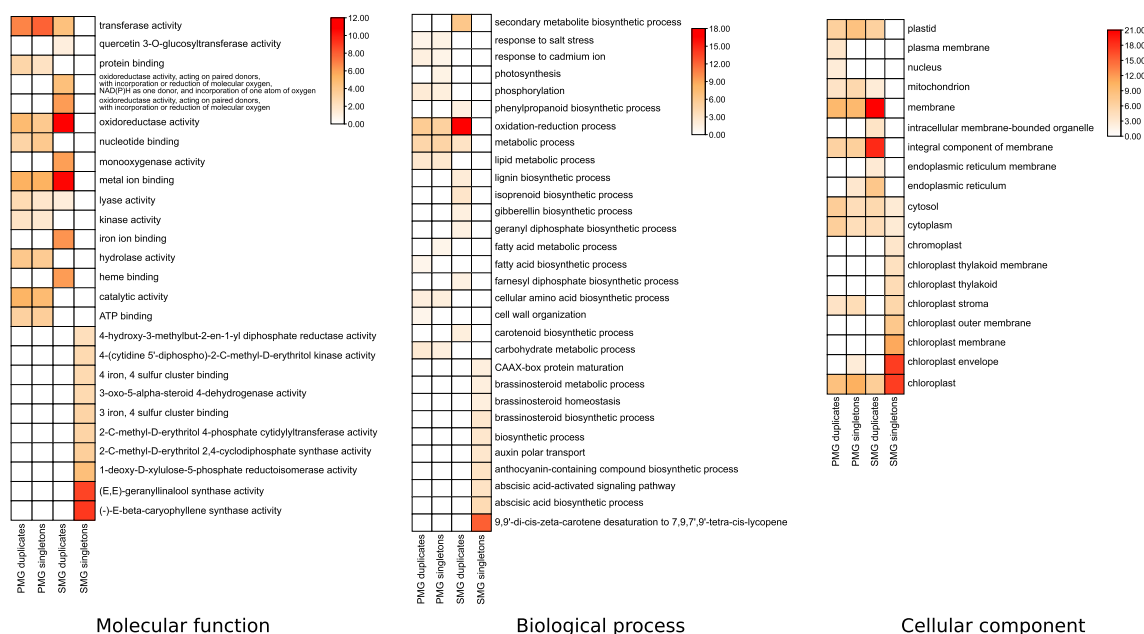 transferase activity
quercetin 3-O-glucosyltransferase activity
protein binding
oxidoreductase activity, acting on paired donors,
with incorporation or reduction of molecular oxygen,
NAD(P)H as one donor, and incorporation of one atom of oxygen
oxidoreductase activity, acting on paired donors,
with incorporation or reduction of molecular oxygen
oxidoreductase activity
nucleotide binding
monooxygenase activity
metal ion binding
lyase activity
kinase activity
iron ion binding
hydrolase activity
heme binding
catalytic activity
ATP binding
4-hydroxy-3-methylbut-2-en-1-yl diphosphate reductase activity
4-(cytidine 5'-diphospho)-2-C-methyl-D-erythritol kinase activity
4 iron, 4 sulfur cluster binding
3-oxo-5-alpha-steroid 4-dehydrogenase activity
3 iron, 4 sulfur cluster binding
2-C-methyl-D-erythritol 4-phosphate cytidylyltransferase activity
2-C-methyl-D-erythritol 2,4-cyclodiphosphate synthase activity
1-deoxy-D-xylulose-5-phosphate reductoisomerase activity
(E,E)-geranyllinalool synthase activity
(-)-E-beta-caryophyllene synthase activity
PMG duplicates
PMG singletons
SMG duplicates
SMG singletons
12.00
10.00
8.00
6.00
4.00
2.00
0.00
Molecular function
secondary metabolite biosynthetic process
response to salt stress
response to cadmium ion
photosynthesis
phosphorylation
phenylpropanoid biosynthetic process
oxidation-reduction process
metabolic process
lipid metabolic process
lignin biosynthetic process
isoprenoid biosynthetic process
gibberellin biosynthetic process
geranyl diphosphate biosynthetic process
fatty acid metabolic process
fatty acid biosynthetic process
farnesyl diphosphate biosynthetic process
cellular amino acid biosynthetic process
cell wall organization
carotenoid biosynthetic process
carbohydrate metabolic process
CAAX-box protein maturation
brassinosteroid metabolic process
brassinosteroid homeostasis
brassinosteroid biosynthetic process
biosynthetic process
auxin polar transport
anthocyanin-containing compound biosynthetic process
abscisic acid-activated signaling pathway
abscisic acid biosynthetic process
9,9'-di-cis-zeta-carotene desaturation to 7,9,7',9'-tetra-cis-lycopene
PMG duplicates
PMG singletons
SMG duplicates
SMG singletons
18.00
15.00
12.00
9.00
6.00
3.00
0.00
Biological process
plastid
plasma membrane
nucleus
mitochondrion
membrane
intracellular membrane-bounded organelle
integral component of membrane
endoplasmic reticulum membrane
endoplasmic reticulum
cytosol
cytoplasm
chromoplast
chloroplast thylakoid membrane
chloroplast thylakoid
chloroplast stroma
chloroplast outer membrane
chloroplast membrane
chloroplast envelope
chloroplast
PMG duplicates
PMG singletons
SMG duplicates
SMG singletons
21.00
18.00
15.00
12.00
9.00
6.00
3.00
0.00
Cellular component